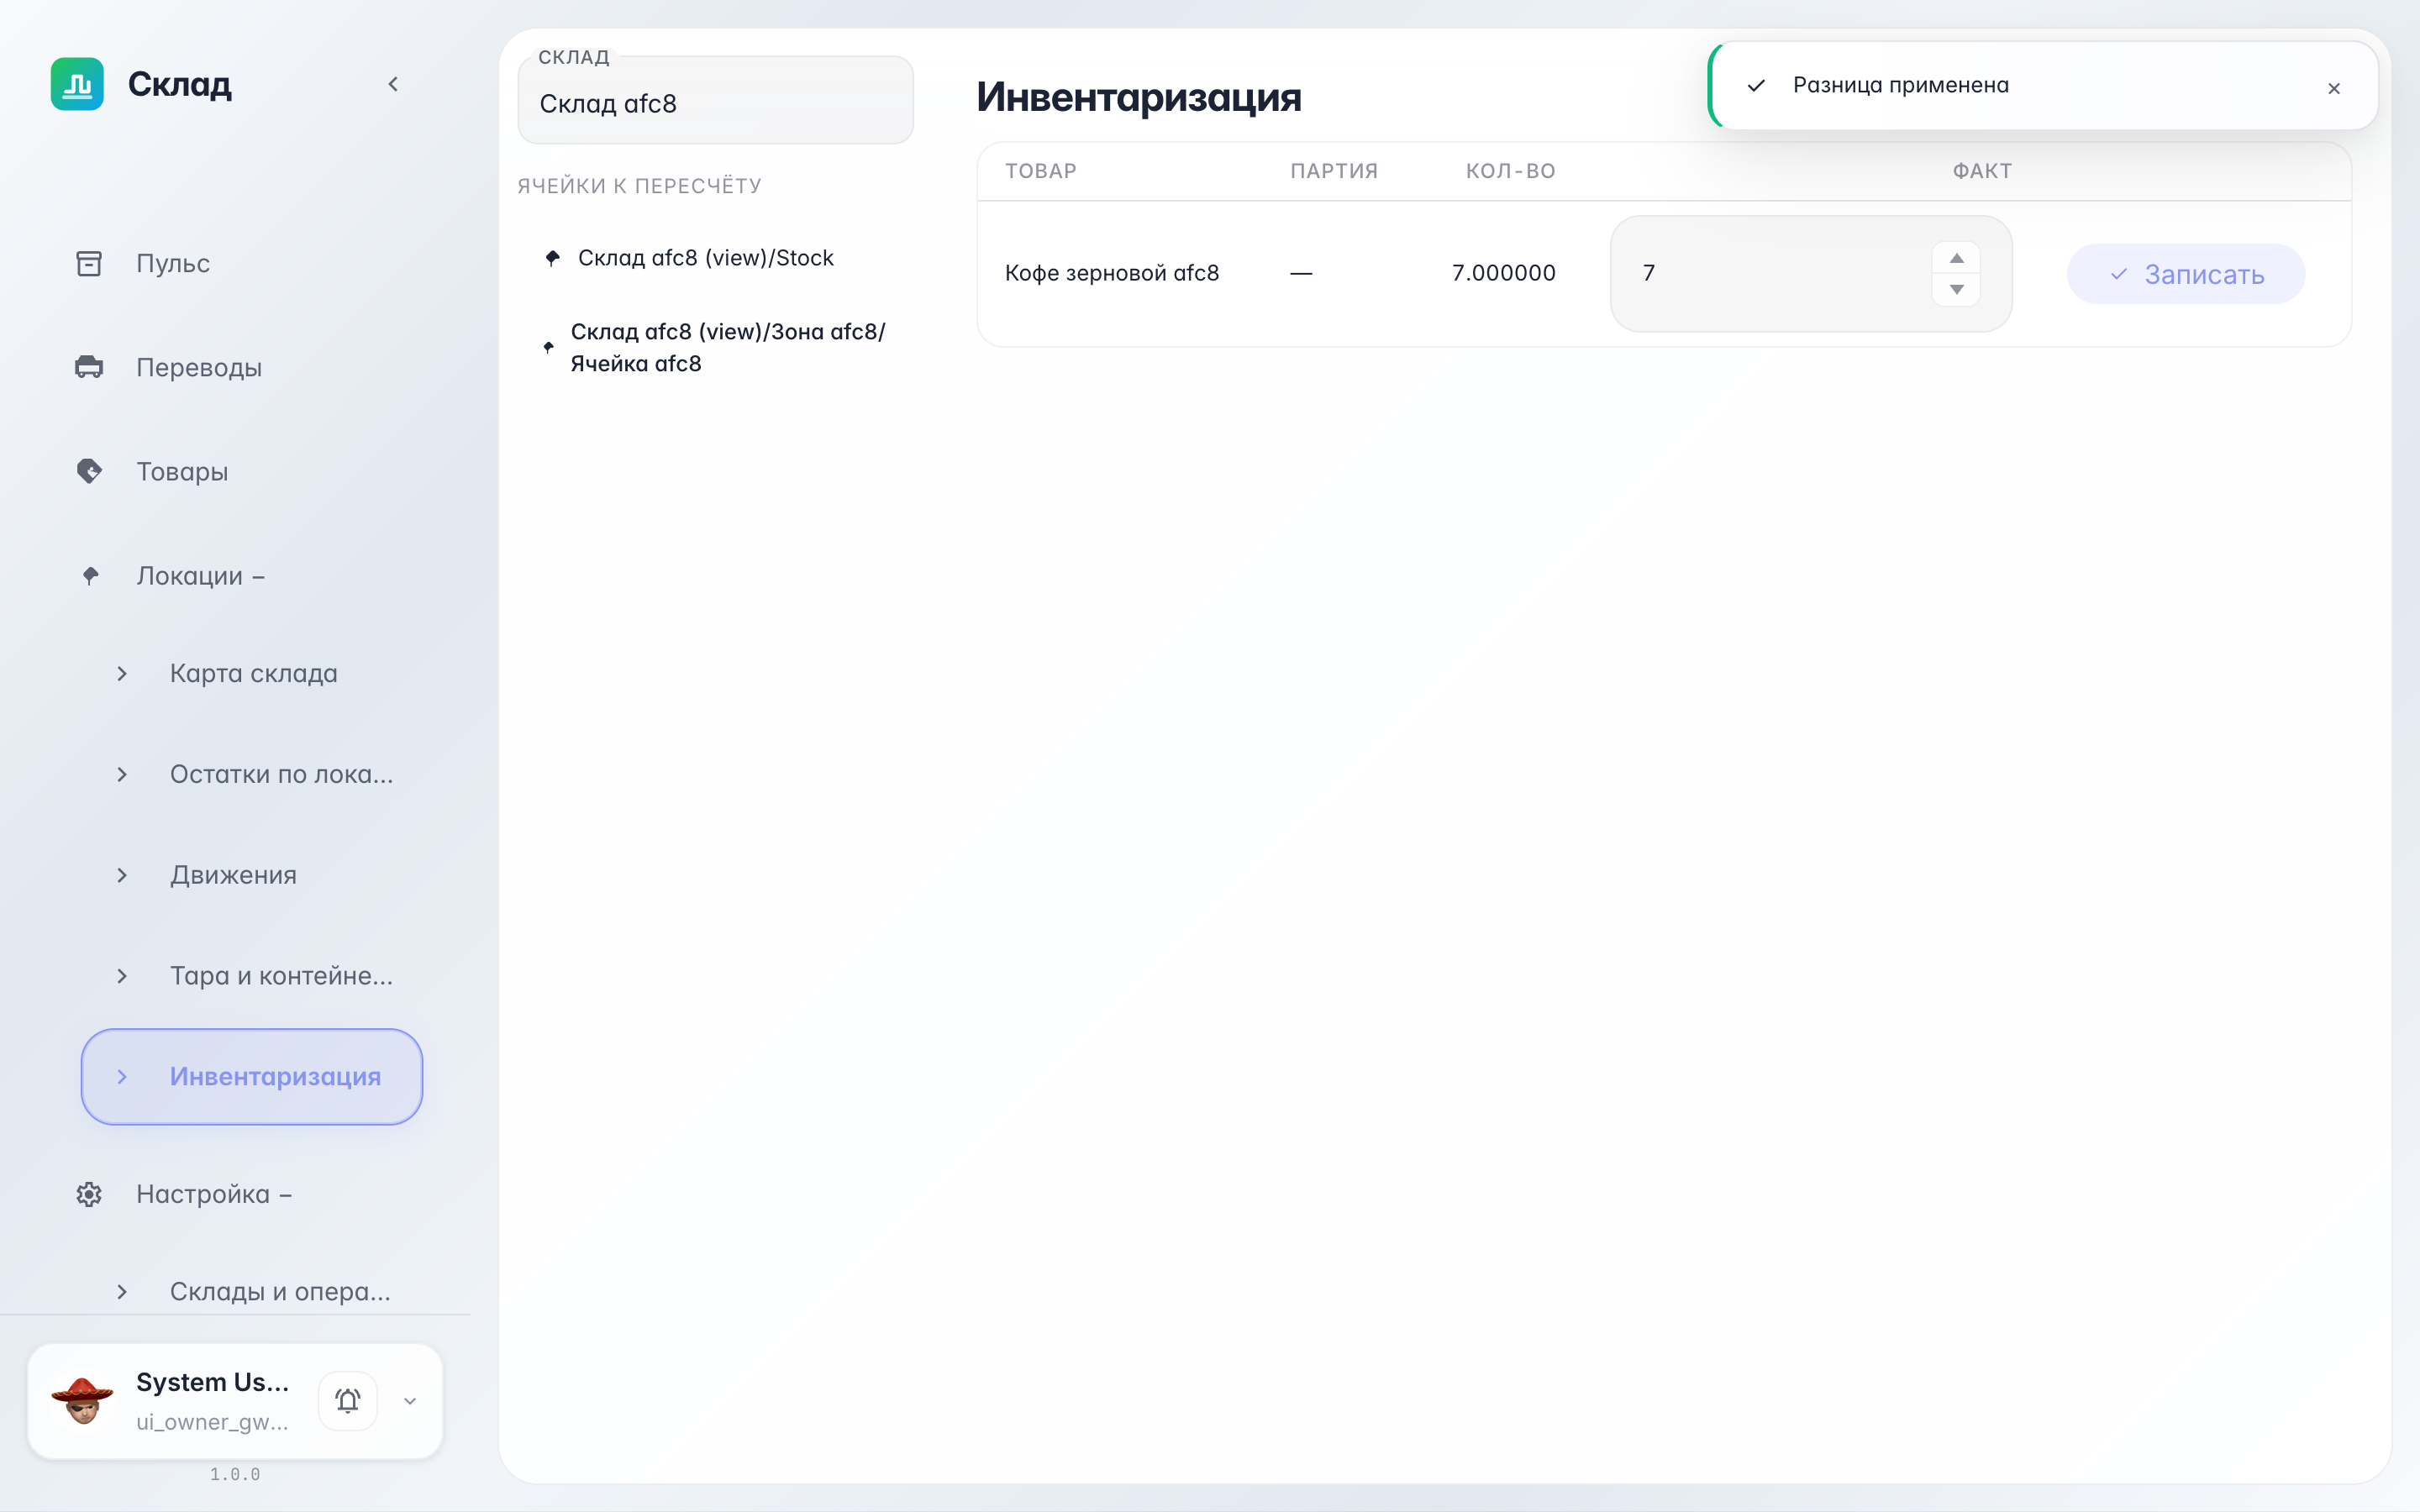 Склад
Пульс
Переводы
Товары
Локации –
Карта склада
Остатки по лока...
Движения
Тара и контейне...
Инвентаризация
Настройка –
Склады и опера...
System Us...
ui_owner_gw...
1.0.0
СКЛАД
Склад afc8
ЯЧЕЙКИ К ПЕРЕСЧЁТУ
Склад afc8 (view)/Stock
Склад afc8 (view)/Зона afc8/
Ячейка afc8
Инвентаризация
Разница применена
ТОВАР ПАРТИЯ КОЛ-ВО ФАКТ
Кофе зерновой afc8 — 7.000000 7 Записать